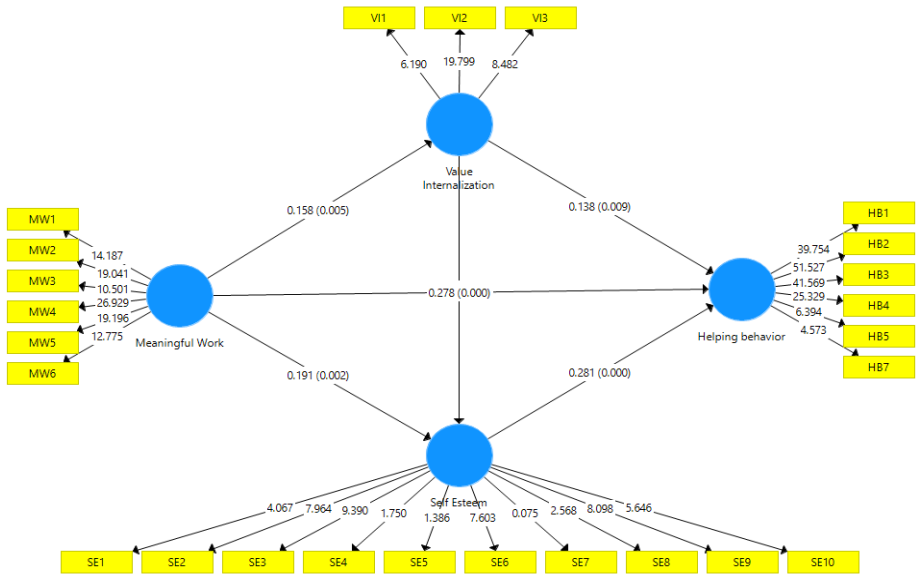 VI1
VI2
VI3
6.190
19.799
8.482
Value
Internalization
0.158 (0.005)
0.138 (0.009)
MW1
MW2
MW3
MW4
MW5
MW6
14.187
19.041
10.501
26.929
19.196
12.775
Meaningful Work
0.278 (0.000)
HB1
HB2
HB3
HB4
HB5
HB7
39.754
51.527
41.569
25.329
6.394
4.573
Helping behavior
0.191 (0.002)
0.281 (0.000)
Self Esteem
4.067
7.964
9.390
1.750
1.386
7.603
0.075
2.568
8.098
5.646
SE1
SE2
SE3
SE4
SE5
SE6
SE7
SE8
SE9
SE10